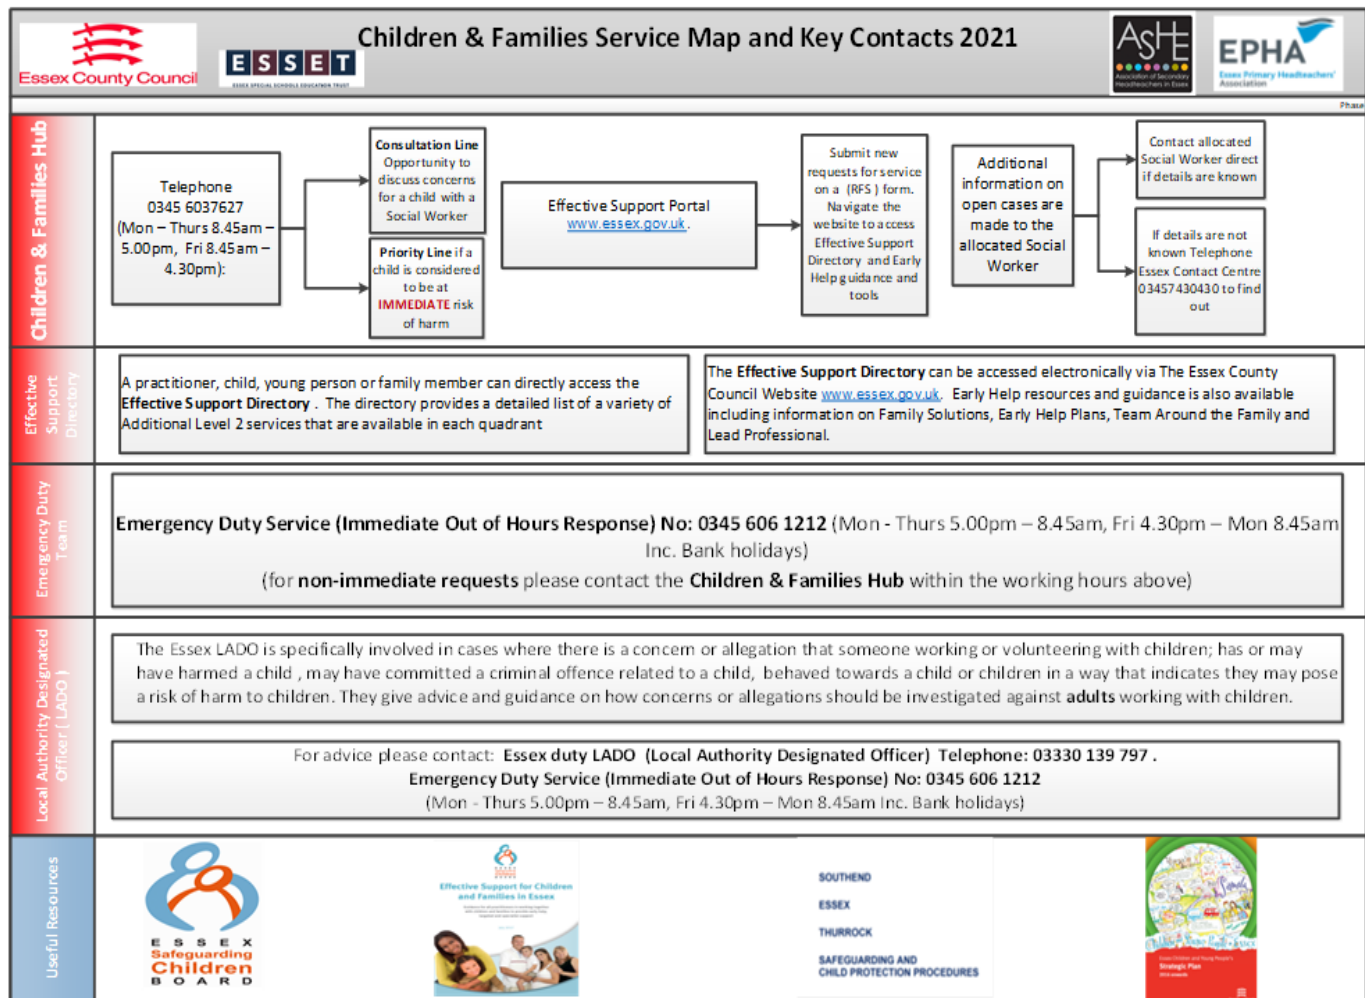 Children & Families Service Map and Key Contacts 2021
Essex County Council
ESSET
ESSEX SPECIAL SCHOOLS EDUCATION TRUST
ASHE
Association of Secondary
Headteachers in Essex
EPHA
Essex Primary Headteachers'
Association
Phase
Children & Families Hub
Telephone
0345 6037627
(Mon – Thurs 8.45am –
5.00pm, Fri 8.45am –
4.30pm):
Consultation Line
Opportunity to
discuss concerns
for a child with a
Social Worker
Priority Line if a
child is considered
to be at
IMMEDIATE risk
of harm
Effective Support Portal
www.essex.gov.uk.
Submit new
requests for service
on a (RFS ) form.
Navigate the
website to access
Effective Support
Directory and Early
Help guidance and
tools
Additional
information on
open cases are
made to the
allocated Social
Worker
Contact allocated
Social Worker direct
if details are known
If details are not
known Telephone
Essex Contact Centre
03457430430 to find
out
Effective
Support
Directory
A practitioner, child, young person or family member can directly access the
Effective Support Directory . The directory provides a detailed list of a variety of
Additional Level 2 services that are available in each quadrant
The Effective Support Directory can be accessed electronically via The Essex County
Council Website www.essex.gov.uk. Early Help resources and guidance is also available
including information on Family Solutions, Early Help Plans, Team Around the Family and
Lead Professional.
Emergency Duty
Team
Emergency Duty Service (Immediate Out of Hours Response) No: 0345 606 1212 (Mon - Thurs 5.00pm – 8.45am, Fri 4.30pm – Mon 8.45am
Inc. Bank holidays)
(for non-immediate requests please contact the Children & Families Hub within the working hours above)
Local Authority Designated
Officer ( LADO )
The Essex LADO is specifically involved in cases where there is a concern or allegation that someone working or volunteering with children; has or may
have harmed a child , may have committed a criminal offence related to a child, behaved towards a child or children in a way that indicates they may pose
a risk of harm to children. They give advice and guidance on how concerns or allegations should be investigated against adults working with children.
For advice please contact: Essex duty LADO (Local Authority Designated Officer) Telephone: 03330 139 797 .
Emergency Duty Service (Immediate Out of Hours Response) No: 0345 606 1212
(Mon - Thurs 5.00pm – 8.45am, Fri 4.30pm – Mon 8.45am Inc. Bank holidays)
Useful Resources
ESSEX
Safeguarding
Children
BOARD
Effective Support for Children
and Families in Essex
SOUTHEND
ESSEX
THURROCK
SAFEGUARDING AND
CHILD PROTECTION PROCEDURES
Essex Children and Young People's
Strategic Plan